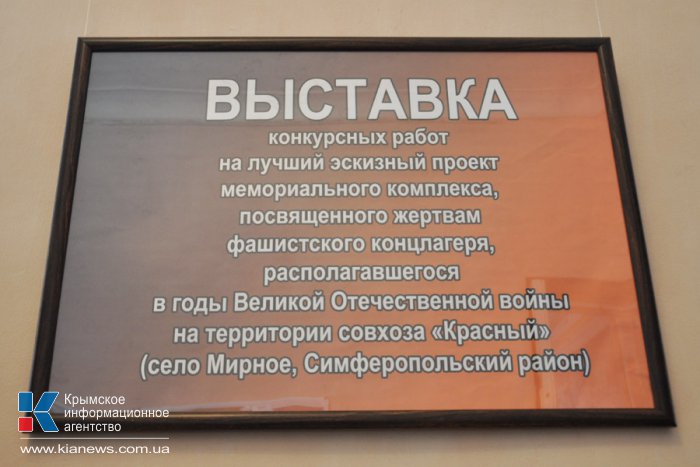 ВЫСТАВКА
конкурсных работ
на лучший эскизный проект
мемориального комплекса,
посвященного жертвам
фашистского концлагеря,
располагавшегося
в годы Великой Отечественной войны
на территории совхоза «Красный»
(село Мирное, Симферопольский район)
Крымское
информационное
агентство
www.kianews.com.ua